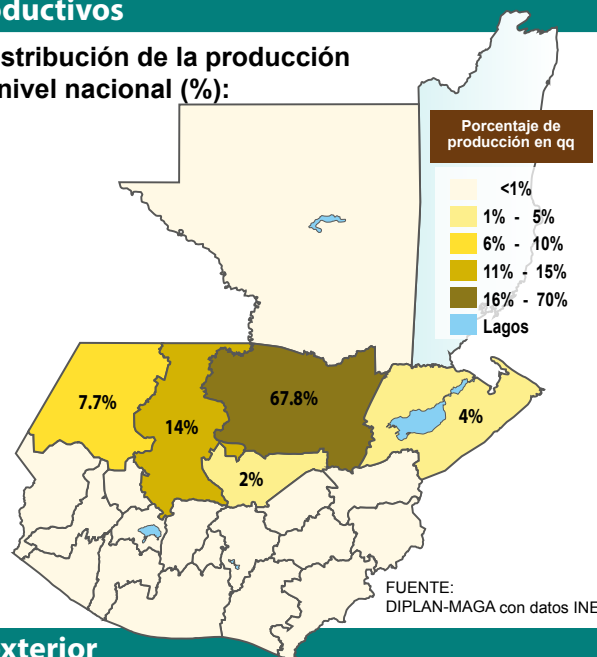 oductivos
stribución de la producción
nivel nacional (%):
Porcentaje de
producción en qq
<1%
1% - 5%
6% - 10%
11% - 15%
16% - 70%
Lagos
7.7%
14%
67.8%
4%
2%
FUENTE:
DIPLAN-MAGA con datos INE
xterior